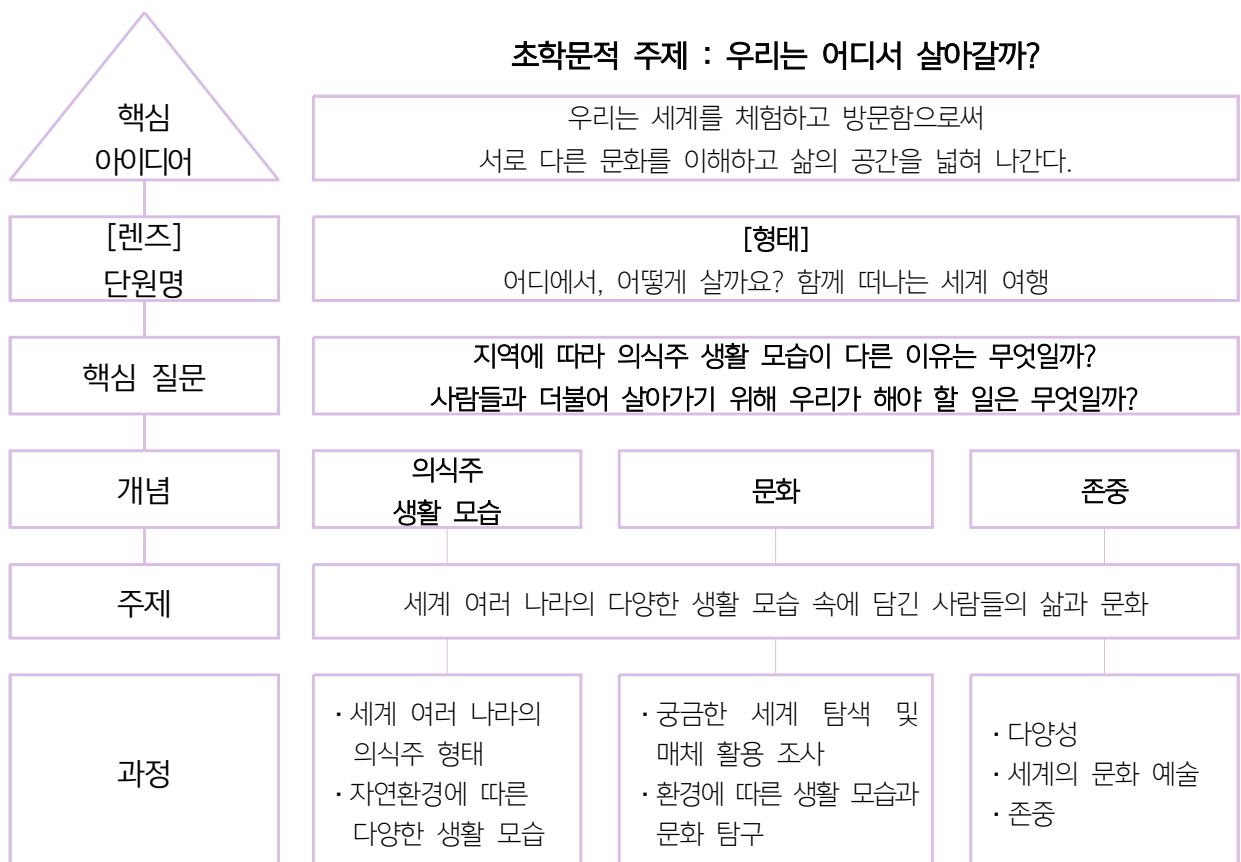 초학문적 주제 : 우리는 어디서 살아갈까?
핵심
아이디어
우리는 세계를 체험하고 방문함으로써
서로 다른 문화를 이해하고 삶의 공간을 넓혀 나간다.
[렌즈]
단원명
[형태]
어디에서, 어떻게 살까요? 함께 떠나는 세계 여행
핵심 질문
지역에 따라 의식주 생활 모습이 다른 이유는 무엇일까?
사람들과 더불어 살아가기 위해 우리가 해야 할 일은 무엇일까?
개념
의식주
생활 모습
문화
존중
주제
세계 여러 나라의 다양한 생활 모습 속에 담긴 사람들의 삶과 문화
과정
· 세계 여러 나라의
의식주 형태
· 자연환경에 따른
다양한 생활 모습
· 궁금한 세계 탐색 및
매체 활용 조사
· 환경에 따른 생활 모습과
문화 탐구
· 다양성
· 세계의 문화 예술
· 존중